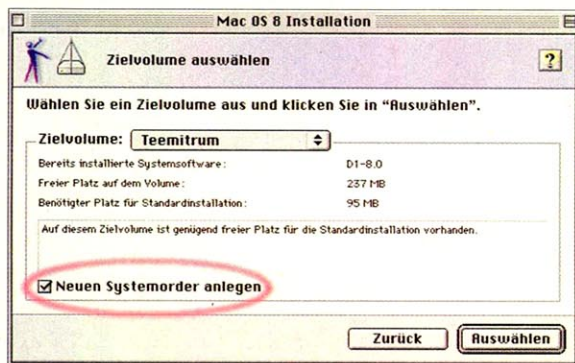 Mac OS 8 Installation
Zielvolume auswählen
?
Wählen Sie ein Zielvolume aus und klicken Sie in “Auswählen”.
Zielvolume: Teemitrum
Bereits installierte Systemsoftware: D1-8.0
Freier Platz auf dem Volume: 237 MB
Benötigter Platz für Standardinstallation: 95 MB
Auf diesem Zielvolume ist genügend freier Platz für die Standardinstallation vorhanden.
Neuen Systemorder anlegen
Zurück Auswählen